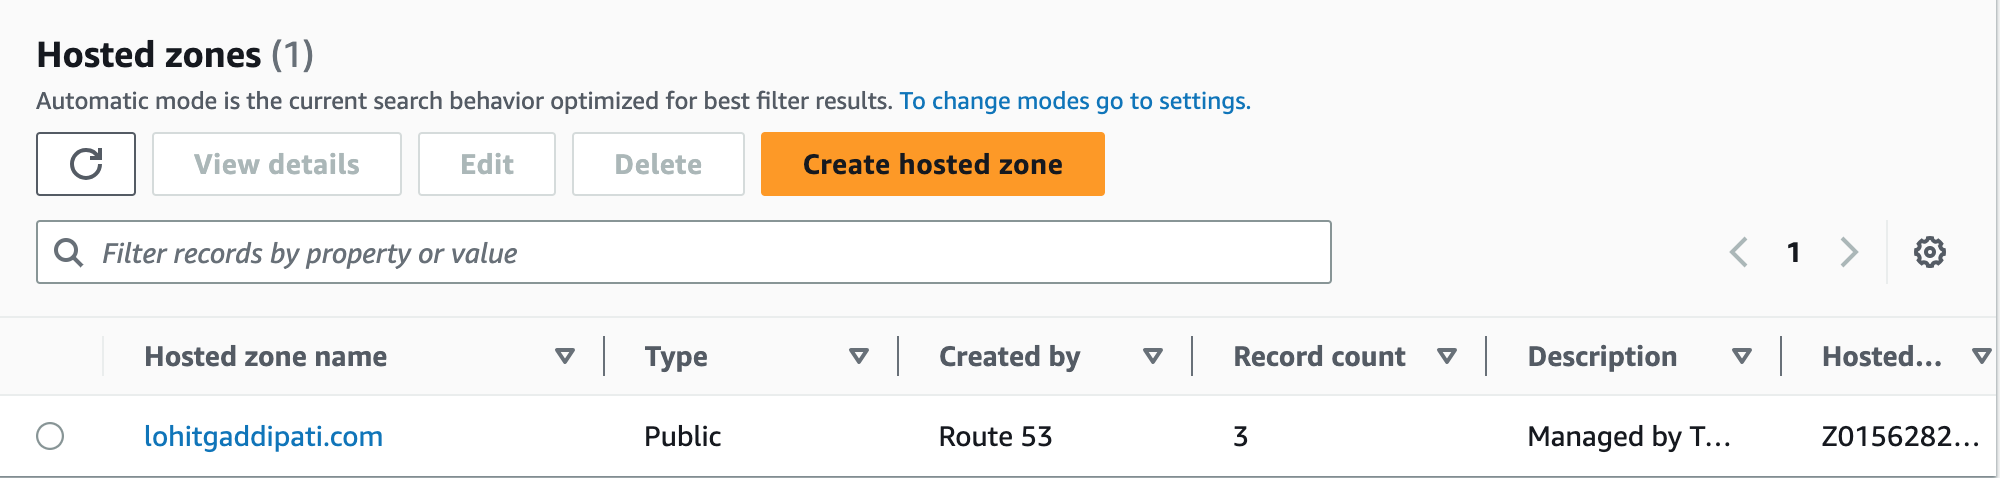 Hosted zones (1)
Automatic mode is the current search behavior optimized for best filter results. To change modes go to settings.
View details Edit Delete Create hosted zone
Filter records by property or value 1
Hosted zone name Type Created by Record count Description Hosted...
lohitgaddipati.com Public Route 53 3 Managed by T... Z0156282...